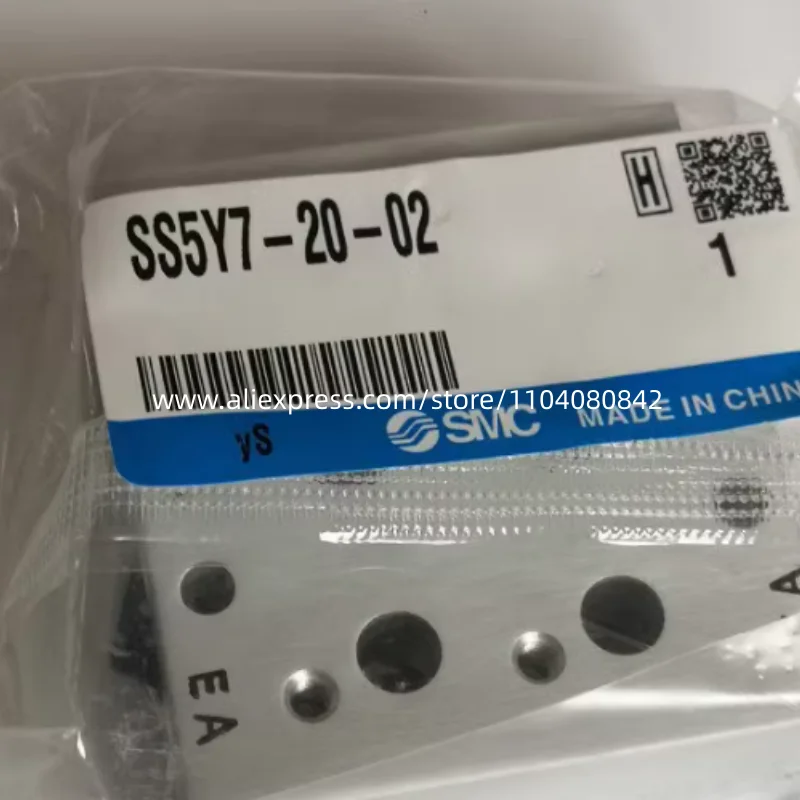 H
SS5Y7-20-02
1
www.aliexpress.com/store/1104080842
yS
SMC
MADE IN CHIN
EA
A